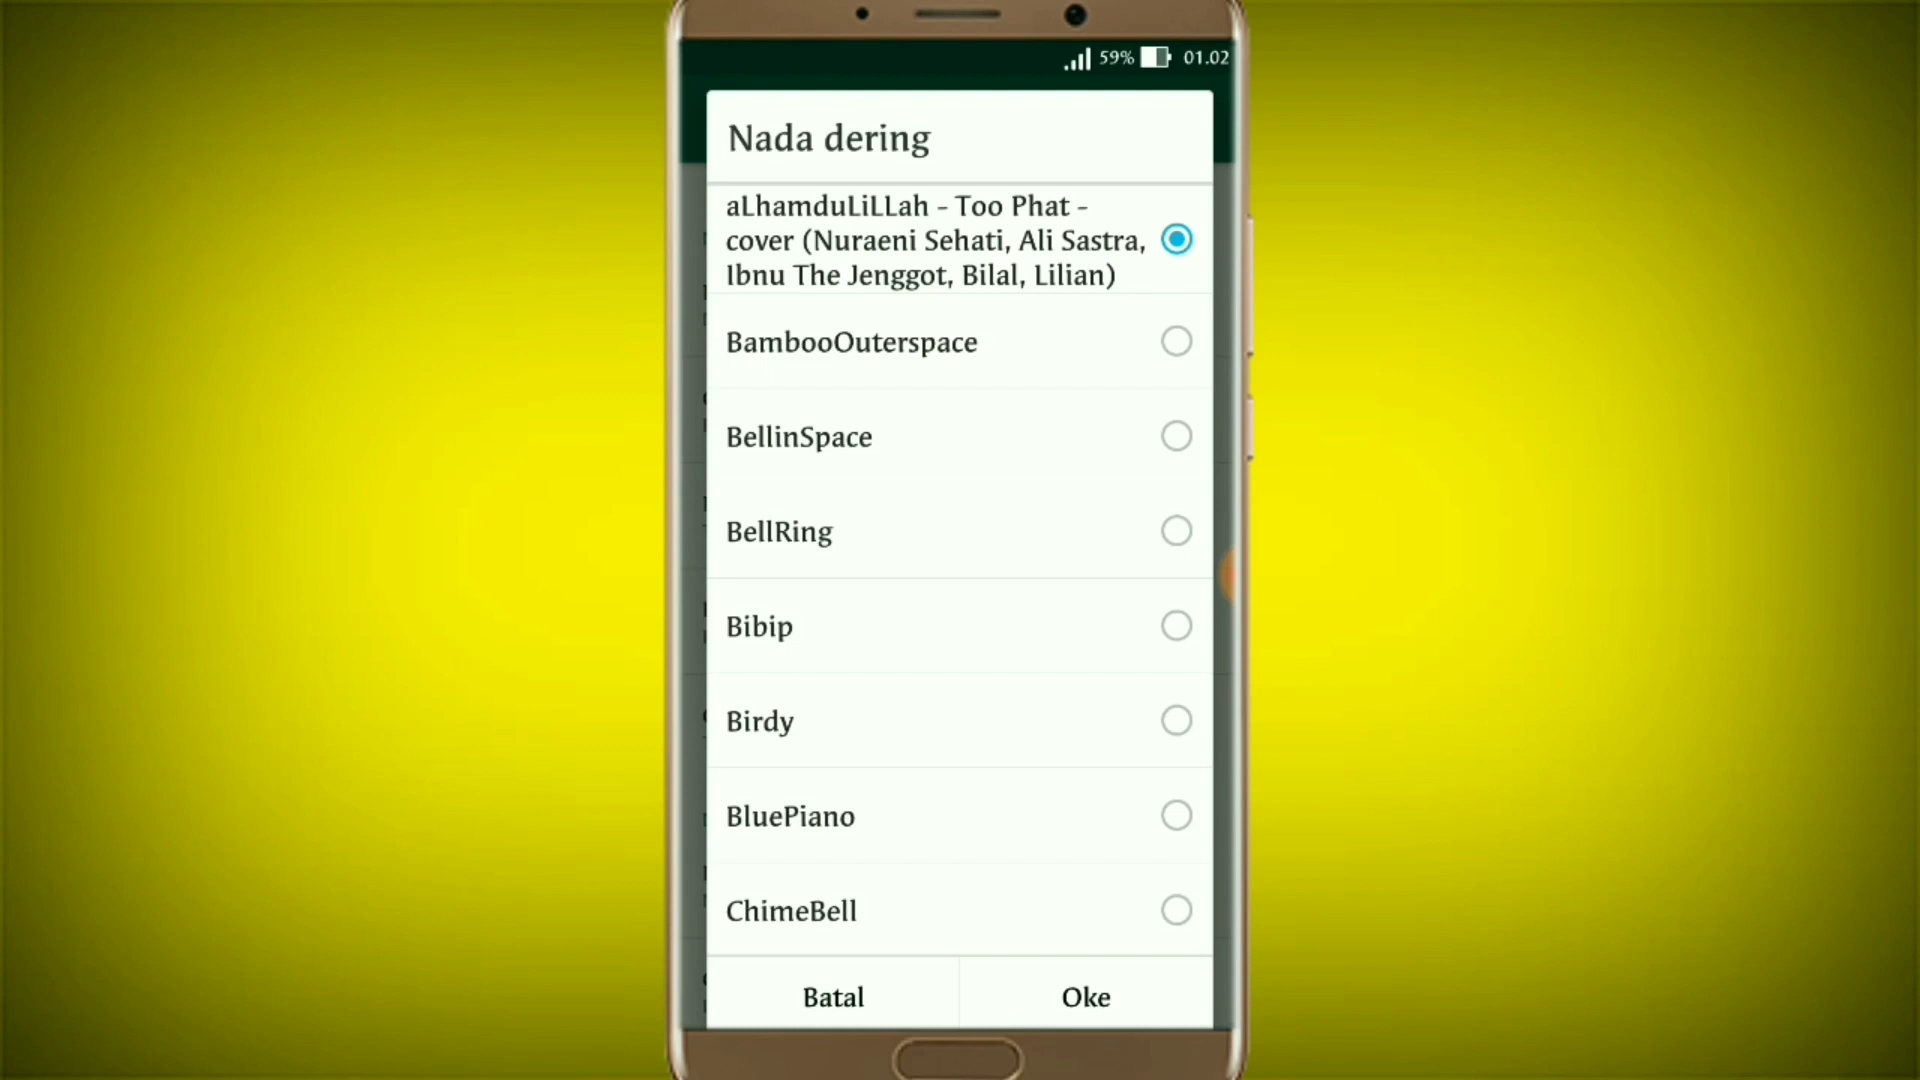 59% 01.02
Nada dering
aLhamduLiLLah - Too Phat -
cover (Nuraeni Sehati, Ali Sastra,
Ibnu The Jenggot, Bilal, Lilian)
BambooOuterspace
BellinSpace
BellRing
Bibip
Birdy
BluePiano
ChimeBell
Batal Oke